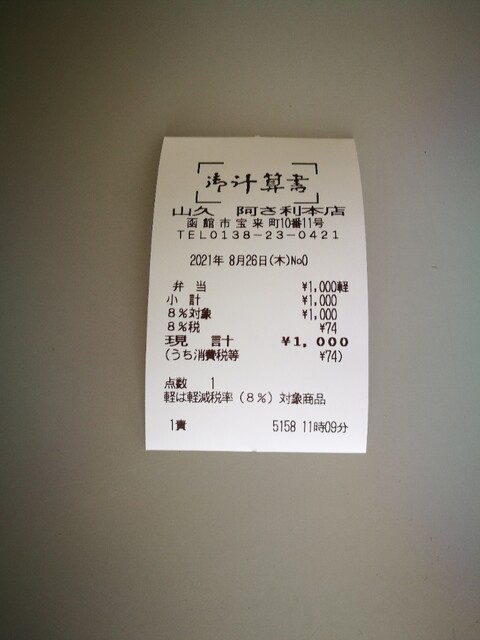 御計算書
山久 阿さ利本店
函館市宝来町10番11号
TEL0138-23-0421
2021年 8月26日(木)No0
弁当 ¥1,000軽
小計 ¥1,000
8%対象 ¥1,000
8%税 ¥74
現計 ¥1,000
(うち消費税等 ¥74)
点数 1
軽は軽減税率(8%)対象商品
1責 5158 11時09分